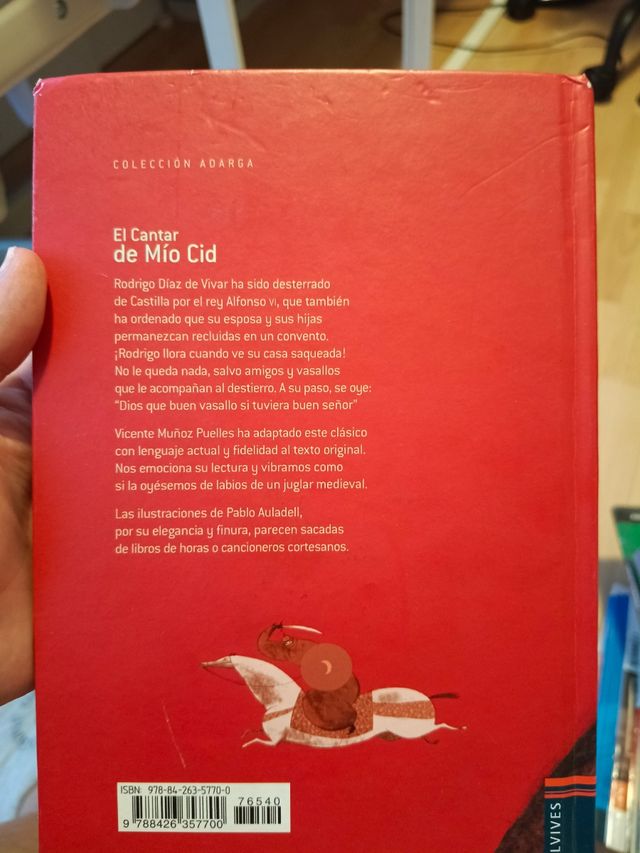 COLECCIÓN ADARGA
El Cantar
de Mío Cid
Rodrigo Díaz de Vivar ha sido desterrado
de Castilla por el rey Alfonso VI, que también
ha ordenado que su esposa y sus hijas
permanezcan recluidas en un convento.
¡Rodrigo llora cuando ve su casa saqueada!
No le queda nada, salvo amigos y vasallos
que le acompañan al destierro. A su paso, se oye:
“Dios que buen vasallo si tuviera buen señor”
Vicente Muñoz Puelles ha adaptado este clásico
con lenguaje actual y fidelidad al texto original.
Nos emociona su lectura y vibramos como
si la oyésemos de labios de un juglar medieval.
Las ilustraciones de Pablo Auladell,
por su elegancia y finura, parecen sacadas
de libros de horas o cancioneros cortesanos.
ISBN: 978-84-263-5770-0
76540
9 788426 357700
LVIVES